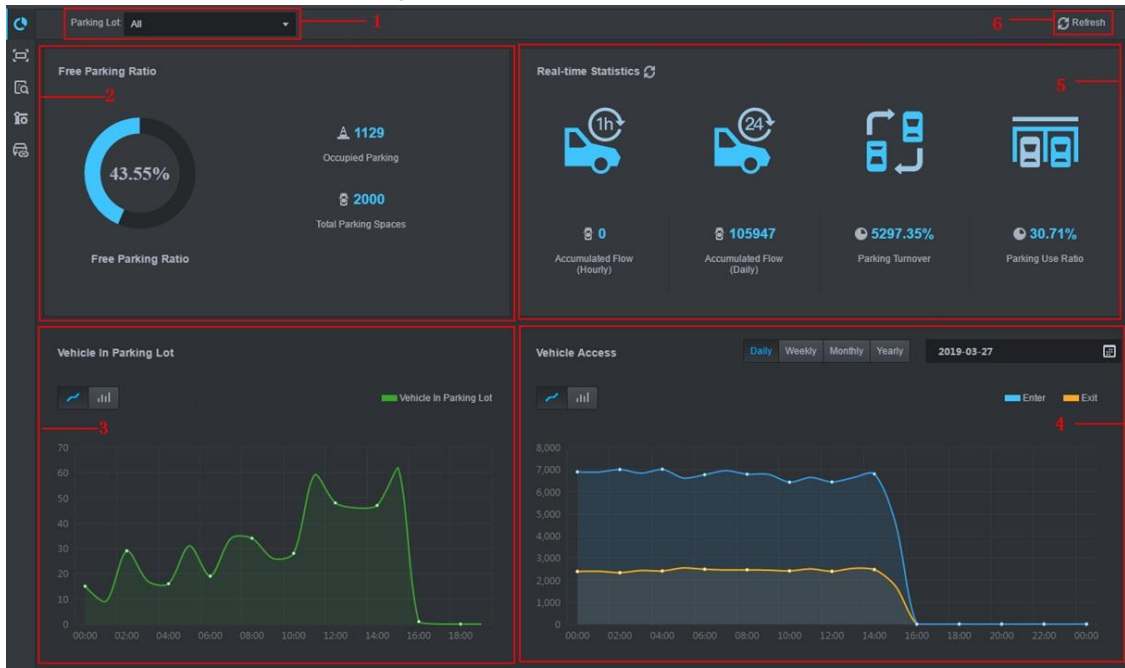 Parking Lot: All
1
6
Refresh
Free Parking Ratio
2
43.55%
Free Parking Ratio
1129
Occupied Parking
2000
Total Parking Spaces
Real-time Statistics
5
1h
24
0
Accumulated Flow
(Hourly)
105947
Accumulated Flow
(Daily)
5297.35%
Parking Turnover
30.71%
Parking Use Ratio
Vehicle In Parking Lot
Vehicle In Parking Lot
3
70
60
50
40
30
20
10
0
00:00 02:00 04:00 06:00 08:00 10:00 12:00 14:00 16:00 18:00
Vehicle Access
Daily Weekly Monthly Yearly
2019-03-27
Enter Exit
4
8,000
7,000
6,000
5,000
4,000
3,000
2,000
1,000
0
00:00 02:00 04:00 06:00 08:00 10:00 12:00 14:00 16:00 18:00 20:00 22:00 00:00